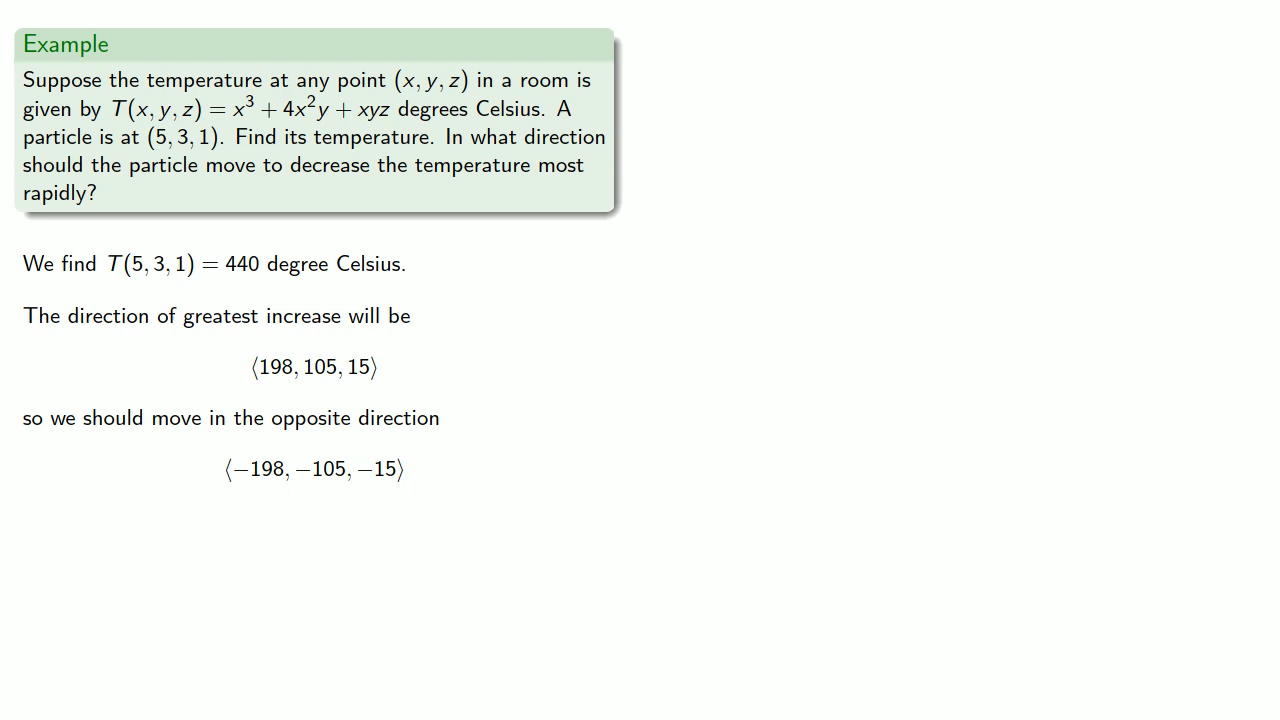 Example
Suppose the temperature at any point (x, y, z) in a room is
given by T(x, y, z) = x³ + 4x²y + xyz degrees Celsius. A
particle is at (5, 3, 1). Find its temperature. In what direction
should the particle move to decrease the temperature most
rapidly?
We find T(5, 3, 1) = 440 degree Celsius.
The direction of greatest increase will be
⟨198, 105, 15⟩
so we should move in the opposite direction
⟨−198, −105, −15⟩